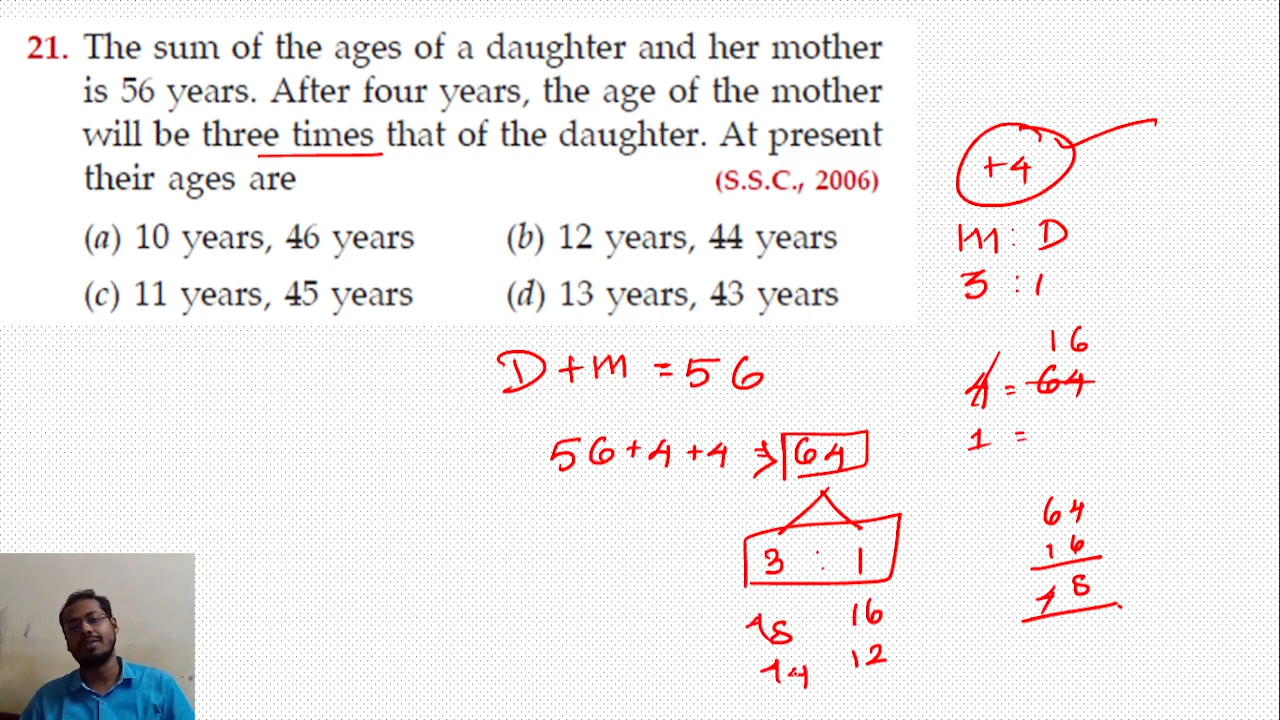 21. The sum of the ages of a daughter and her mother
is 56 years. After four years, the age of the mother
will be three times that of the daughter. At present
their ages are (S.S.C., 2006)
(a) 10 years, 46 years (b) 12 years, 44 years
(c) 11 years, 45 years (d) 13 years, 43 years
+4
m : D
3 : 1
16
4 = 64
1 =
D + m = 56
56 + 4 + 4 ⇒ 64
3 : 1
48 16
44 12
64
16
48